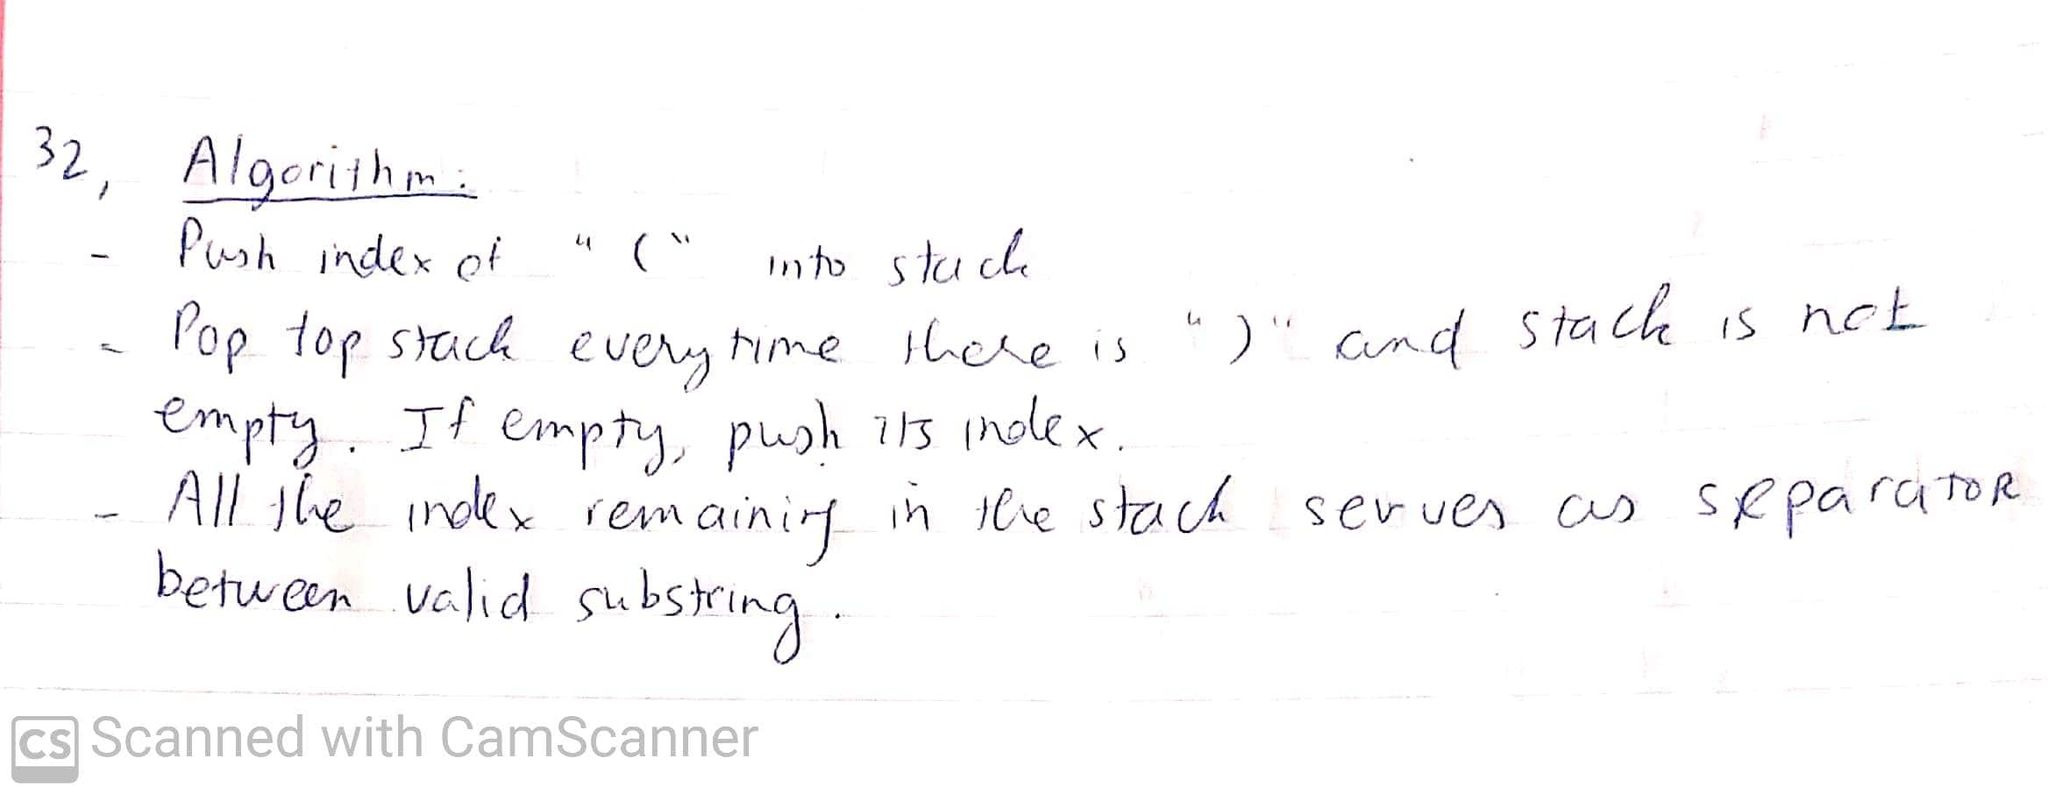 32, Algorithm:
- Push index of "(" into stack
- Pop top stack everytime there is ")" and stack is not
empty. If empty, push its index.
- All the index remaining in the stack serves as separator
between valid substring.
CS Scanned with CamScanner